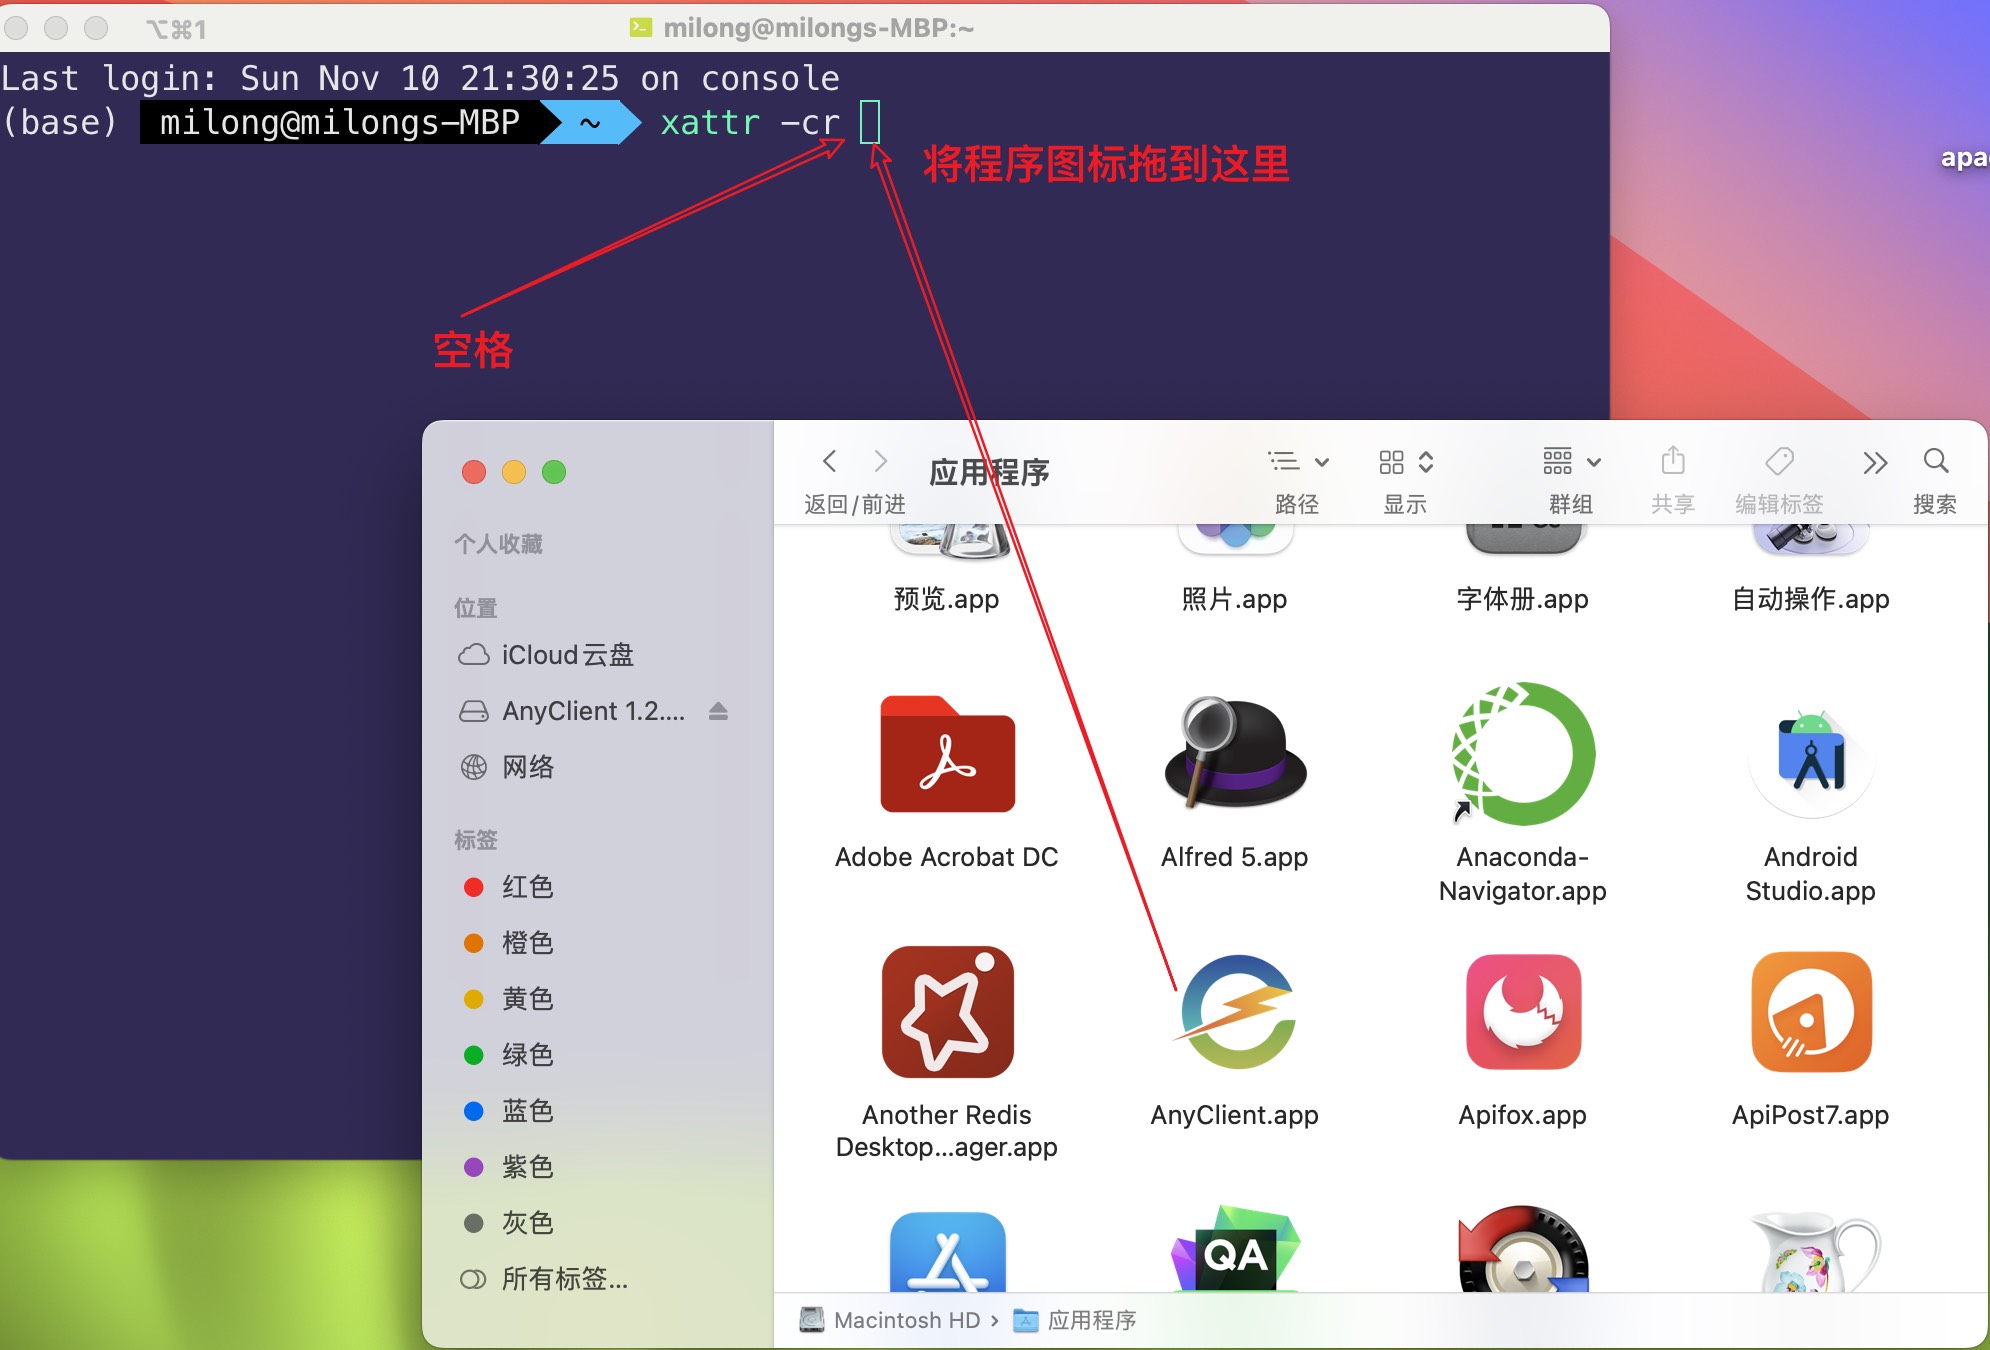 ⌥⌘1
milong@milongs-MBP:~
Last login: Sun Nov 10 21:30:25 on console
(base) milong@milongs-MBP ~ xattr -cr
将程序图标拖到这里
空格
apa
应用程序
返回/前进
路径
显示
群组
共享
编辑标签
搜索
个人收藏
位置
iCloud云盘
AnyClient 1.2....
网络
标签
红色
橙色
黄色
绿色
蓝色
紫色
灰色
所有标签...
预览.app
照片.app
字体册.app
自动操作.app
Adobe Acrobat DC
Alfred 5.app
Anaconda-
Navigator.app
Android
Studio.app
Another Redis
Desktop...ager.app
AnyClient.app
Apifox.app
ApiPost7.app
QA
Macintosh HD › 应用程序